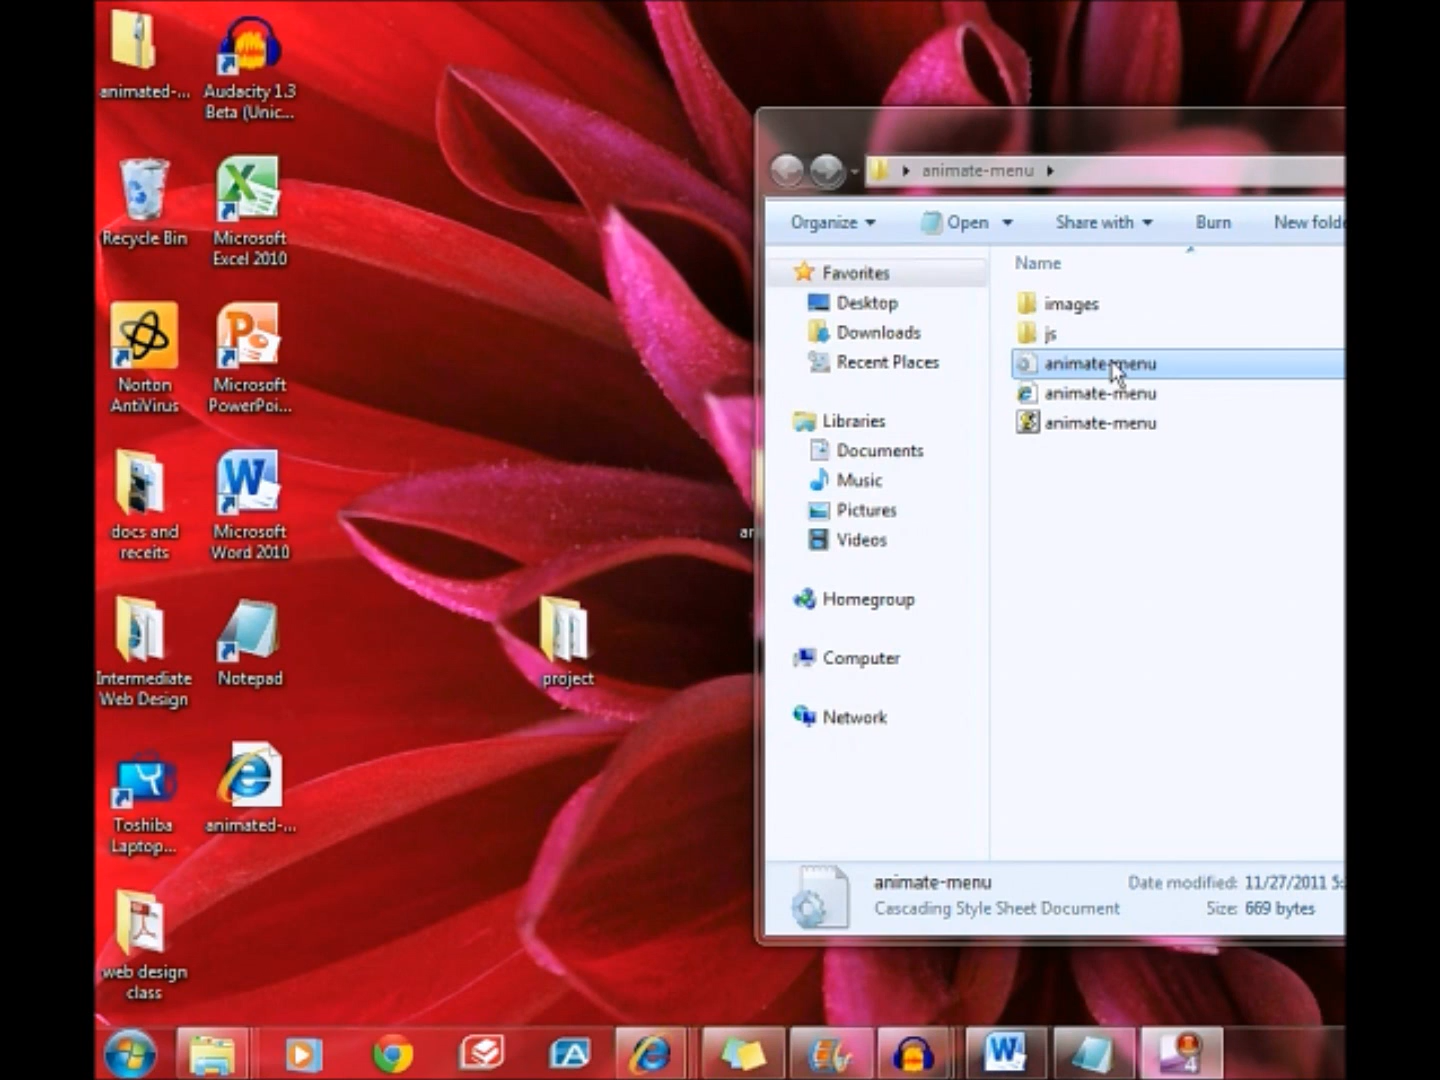 animated-...
Audacity 1.3
Beta (Unic...
Recycle Bin
Microsoft
Excel 2010
Norton
AntiVirus
Microsoft
PowerPoi...
docs and
receits
Microsoft
Word 2010
Intermediate
Web Design
Notepad
Toshiba
Laptop...
animated-...
web design
class
project
an
animate-menu
Organize
Open
Share with
Burn
New folde
Favorites
Desktop
Downloads
Recent Places
Libraries
Documents
Music
Pictures
Videos
Homegroup
Computer
Network
Name
images
js
animate-menu
animate-menu
animate-menu
animate-menu
Date modified: 11/27/2011 5:
Cascading Style Sheet Document
Size: 669 bytes
4